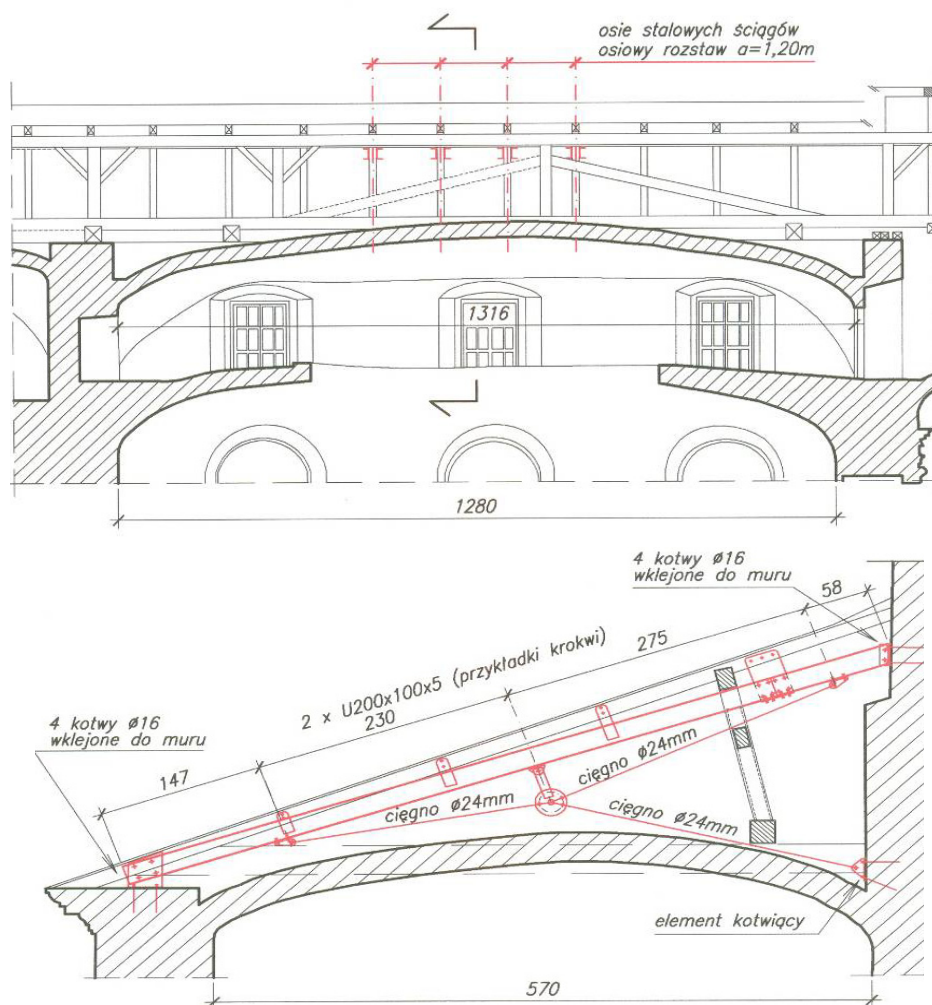 osie stalowych ściągów
osiowy rozstaw a=1,20m
1316
1280
4 kotwy ø16
wklejone do muru
58
275
2 x U200x100x5 (przykładki krokwi)
230
4 kotwy ø16
wklejone do muru
147
cięgno ø24mm
cięgno ø24mm
cięgno ø24mm
element kotwiący
570